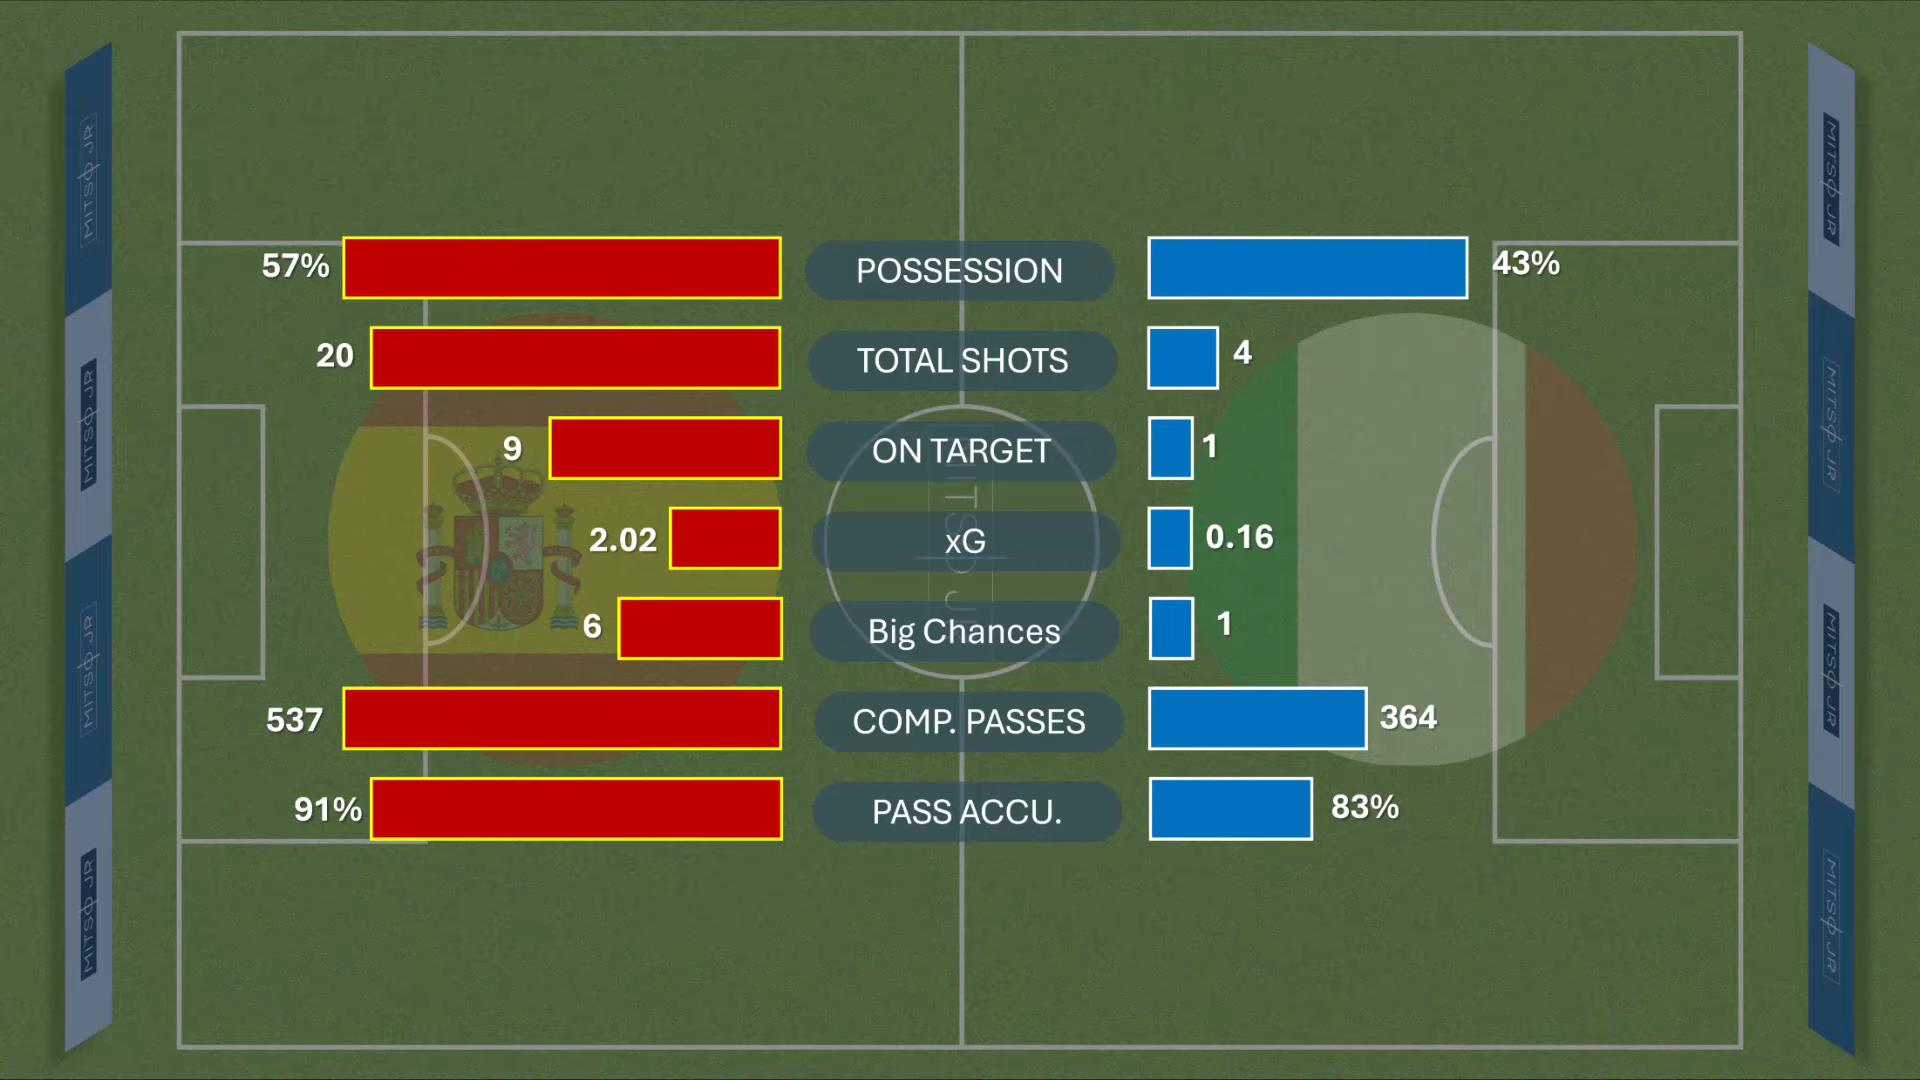 57% POSSESSION 43%
20 TOTAL SHOTS 4
9 ON TARGET 1
2.02 xG 0.16
6 Big Chances 1
537 COMP. PASSES 364
91% PASS ACCU. 83%
MITSO JR
MITSO JR
MITSO JR
MITSO JR
MITSO JR
MITSO JR
MITSO JR
MITSO JR